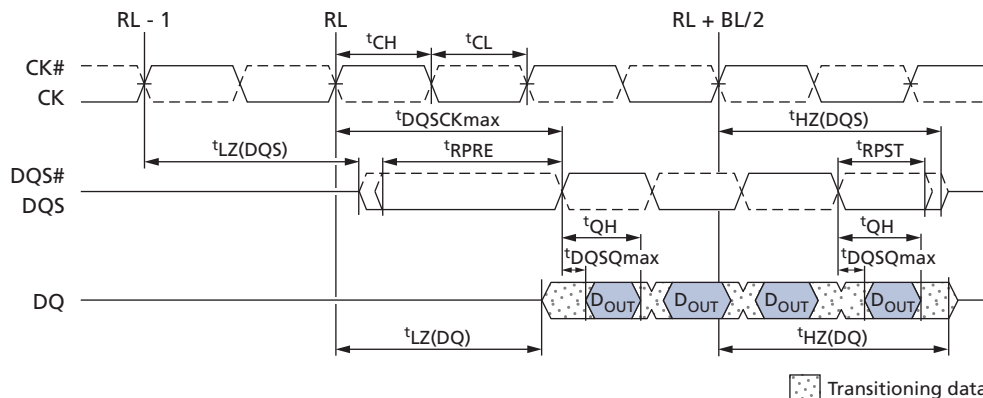 RL - 1 RL RL + BL/2
tCH tCL
CK#
CK
tDQSCKmax tHZ(DQS)
tLZ(DQS) tRPRE tRPST
DQS#
DQS
tQH tQH
tDQSQmax tDQSQmax
DQ DOUT DOUT DOUT DOUT
tLZ(DQ) tHZ(DQ)
Transitioning data